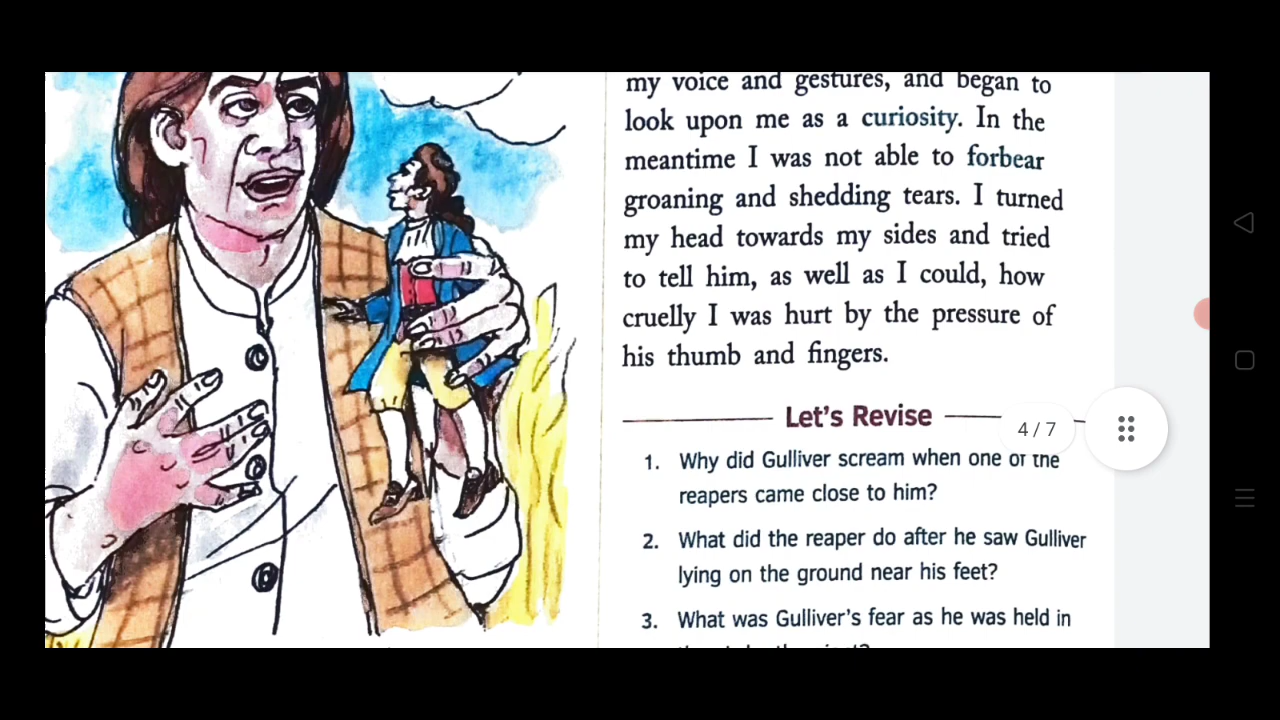 my voice and gestures, and began to
look upon me as a curiosity. In the
meantime I was not able to forbear
groaning and shedding tears. I turned
my head towards my sides and tried
to tell him, as well as I could, how
cruelly I was hurt by the pressure of
his thumb and fingers.
Let's Revise
4 / 7
1. Why did Gulliver scream when one of the
reapers came close to him?
2. What did the reaper do after he saw Gulliver
lying on the ground near his feet?
3. What was Gulliver's fear as he was held in